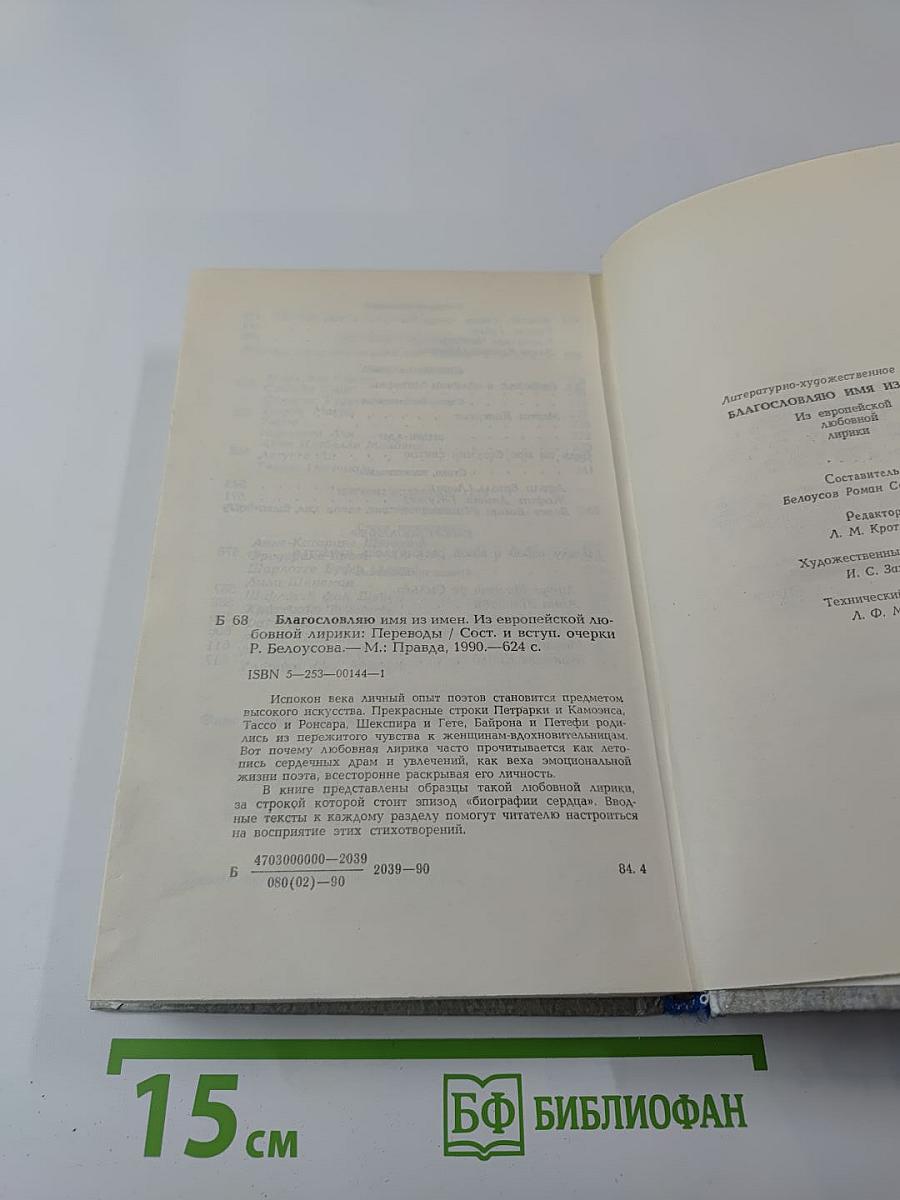 Б 68 Благословляю имя из имен. Из европейской лю-
бовной лирики: Переводы / Сост. и вступ. очерки
Р. Белоусова.— М.: Правда, 1990.—624 с.
ISBN 5—253—00144—1
Испокон века личный опыт поэтов становится предметом
высокого искусства. Прекрасные строки Петрарки и Камоэнса,
Тассо и Ронсара, Шекспира и Гете, Байрона и Петефи роди-
лись из пережитого чувства к женщинам-вдохновительницам.
Вот почему любовная лирика часто прочитывается как лето-
пись сердечных драм и увлечений, как веха эмоциональной
жизни поэта, всесторонне раскрывая его личность.
В книге представлены образцы такой любовной лирики,
за строкой которой стоит эпизод «биографии сердца». Ввод-
ные тексты к каждому разделу помогут читателю настроиться
на восприятие этих стихотворений.
Б 4703000000—2039 2039—90 84. 4
080(02)—90
Литературно-художественное
БЛАГОСЛОВЛЯЮ ИМЯ ИЗ
Из европейской
любовной
лирики
Составитель
Белоусов Роман С
Редактор
Л. М. Крот
Художественны
И. С. За
Технический
Л. Ф. М
15 см
БФ БИБЛИОФАН